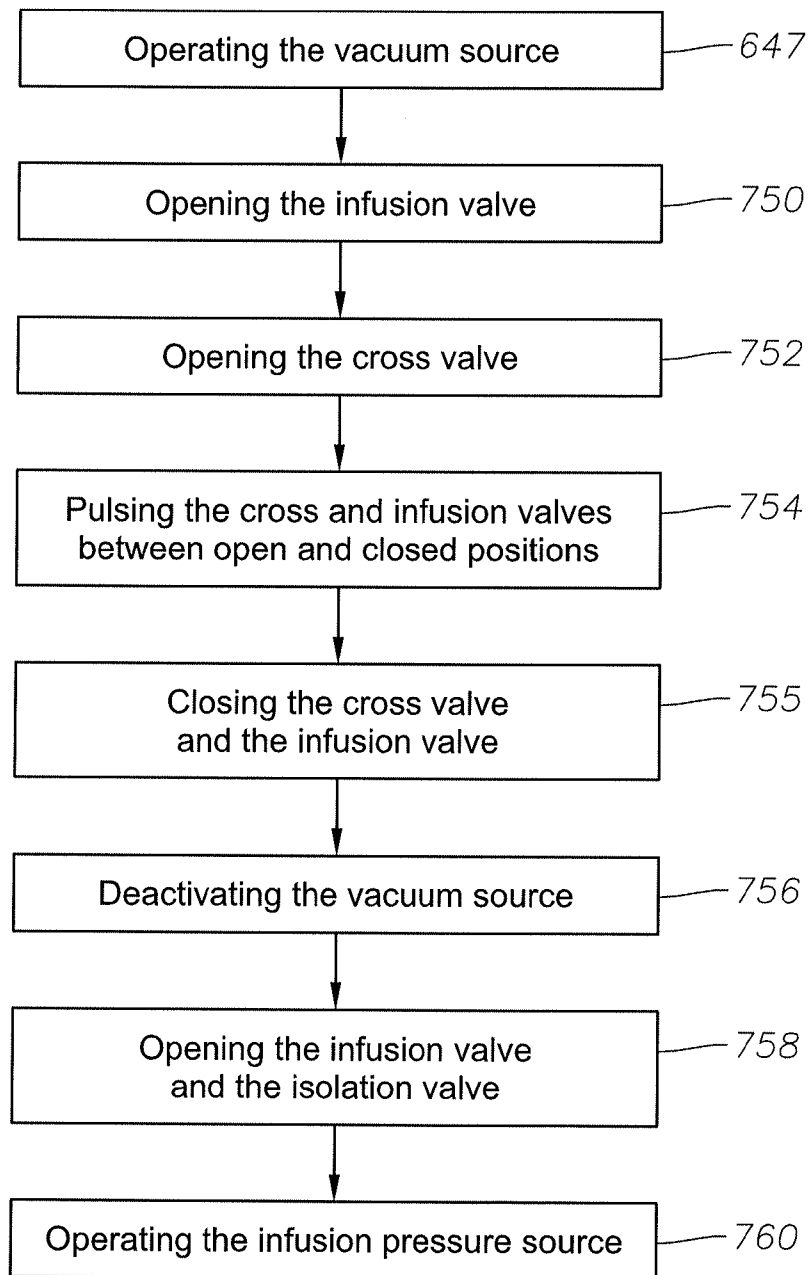 Operating the vacuum source 647
Opening the infusion valve 750
Opening the cross valve 752
Pulsing the cross and infusion valves 754
between open and closed positions
Closing the cross valve 755
and the infusion valve
Deactivating the vacuum source 756
Opening the infusion valve 758
and the isolation valve
Operating the infusion pressure source 760